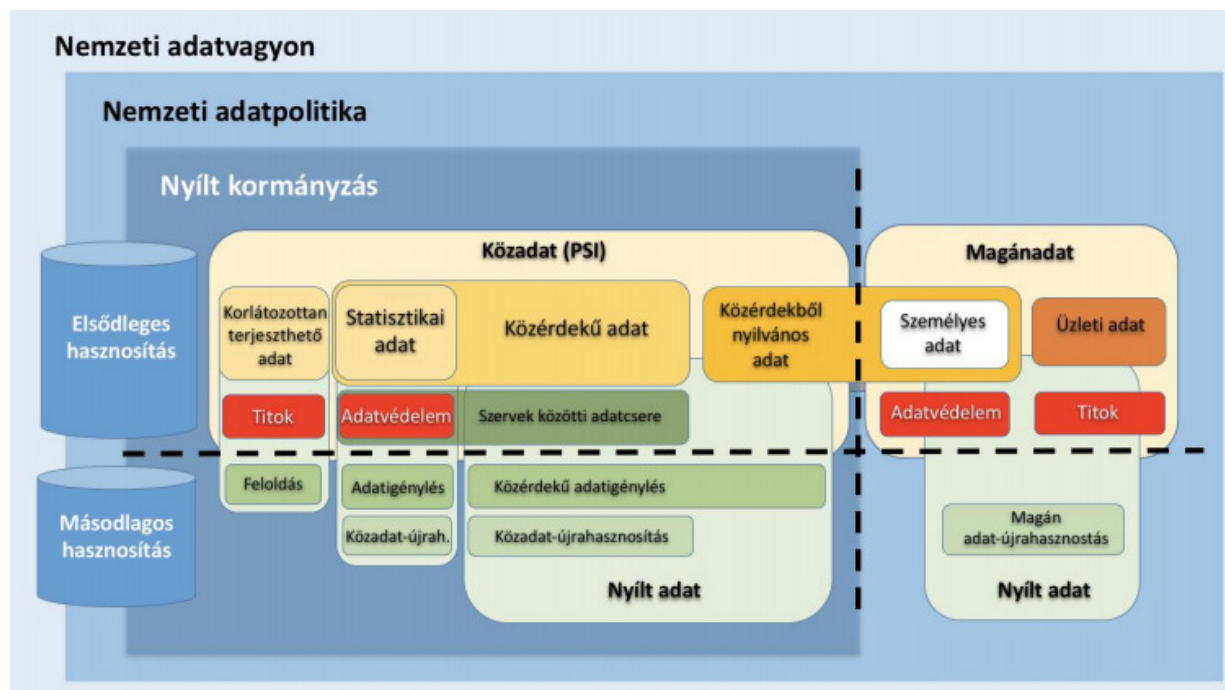 Nemzeti adatvagyon
Nemzeti adatpolitika
Nyílt kormányzás
Közadat (PSI)
Magánadat
Elsődleges
hasznosítás
Korlátozottan
terjeszthető
adat
Statisztikai
adat
Közérdekű adat
Közérdekből
nyilvános
adat
Személyes
adat
Üzleti adat
Titok
Adatvédelem
Szervek közötti adatcsere
Adatvédelem
Titok
Másodlagos
hasznosítás
Feloldás
Adatigénylés
Közérdekű adatigénylés
Közadat-újrah.
Közadat-újrahasznosítás
Magán
adat-újrahasznostás
Nyílt adat
Nyílt adat